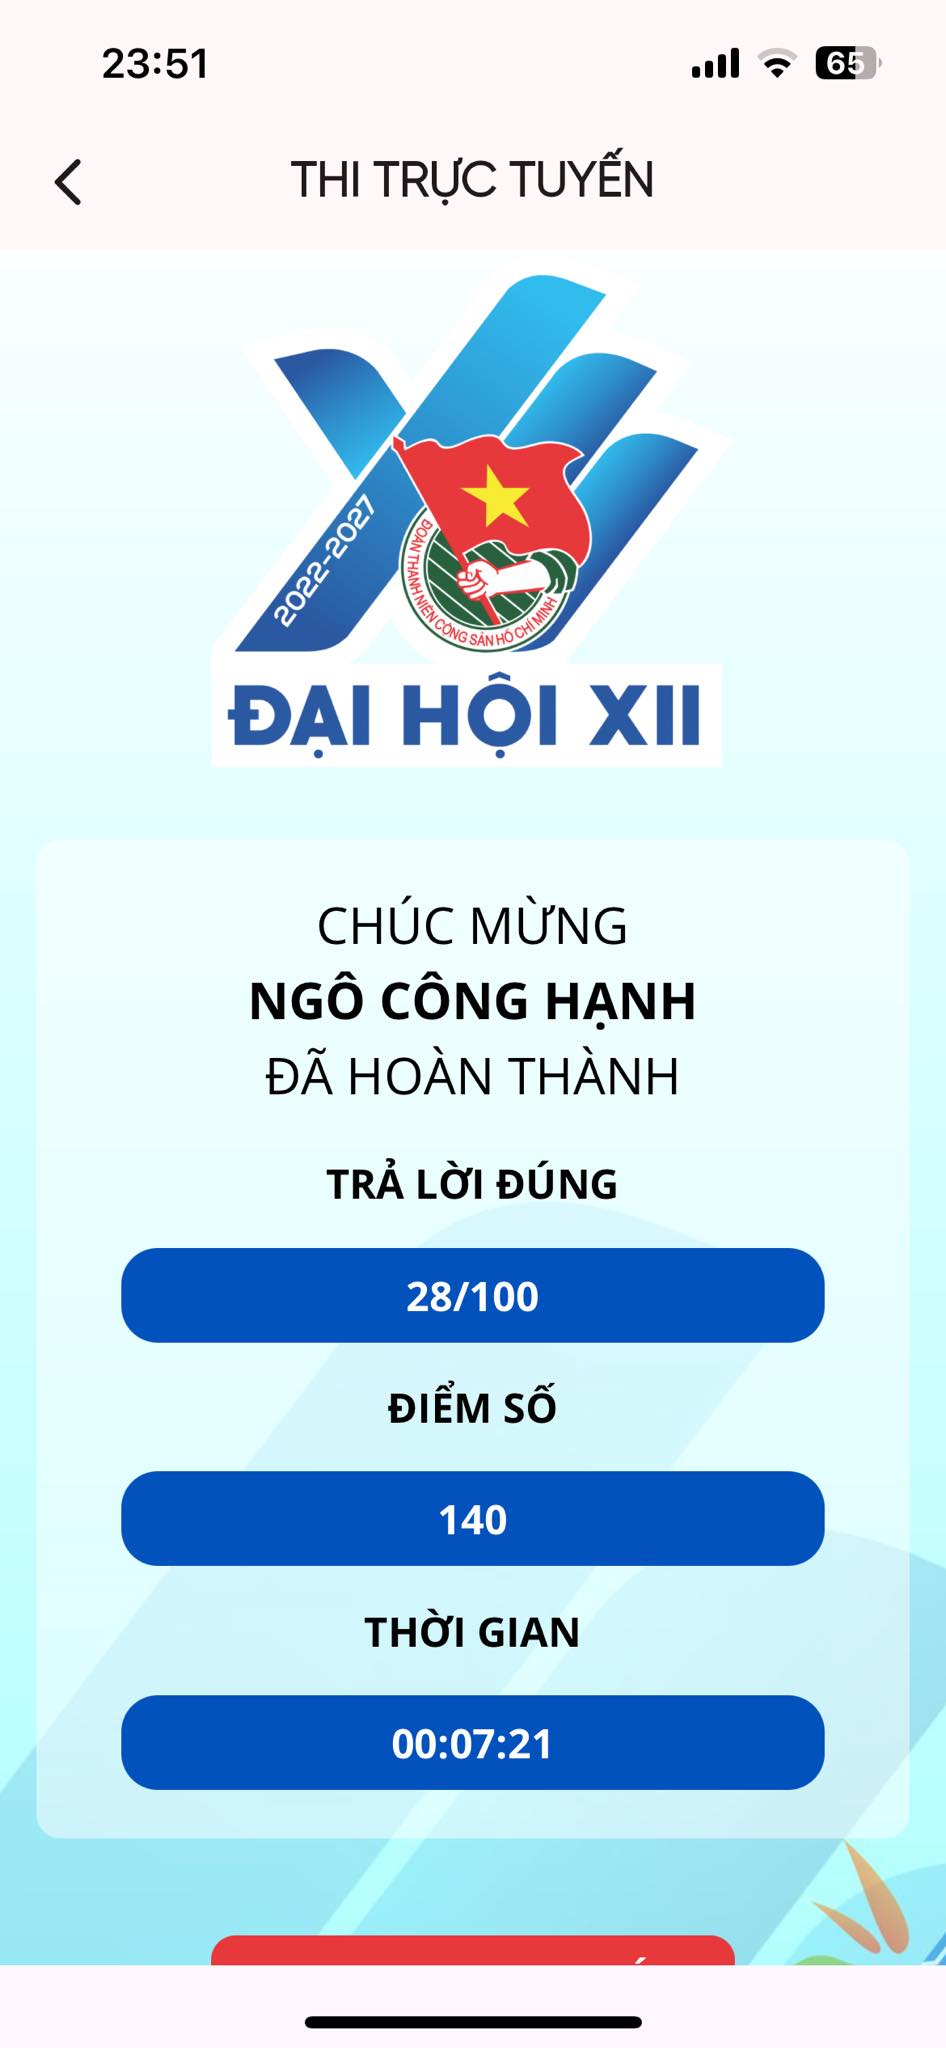 23:51
65
THI TRỰC TUYẾN
2022-2027
ĐOÀN THANH NIÊN CỘNG SẢN HỒ CHÍ MINH
ĐẠI HỘI XII
CHÚC MỪNG
NGÔ CÔNG HẠNH
ĐÃ HOÀN THÀNH
TRẢ LỜI ĐÚNG
28/100
ĐIỂM SỐ
140
THỜI GIAN
00:07:21